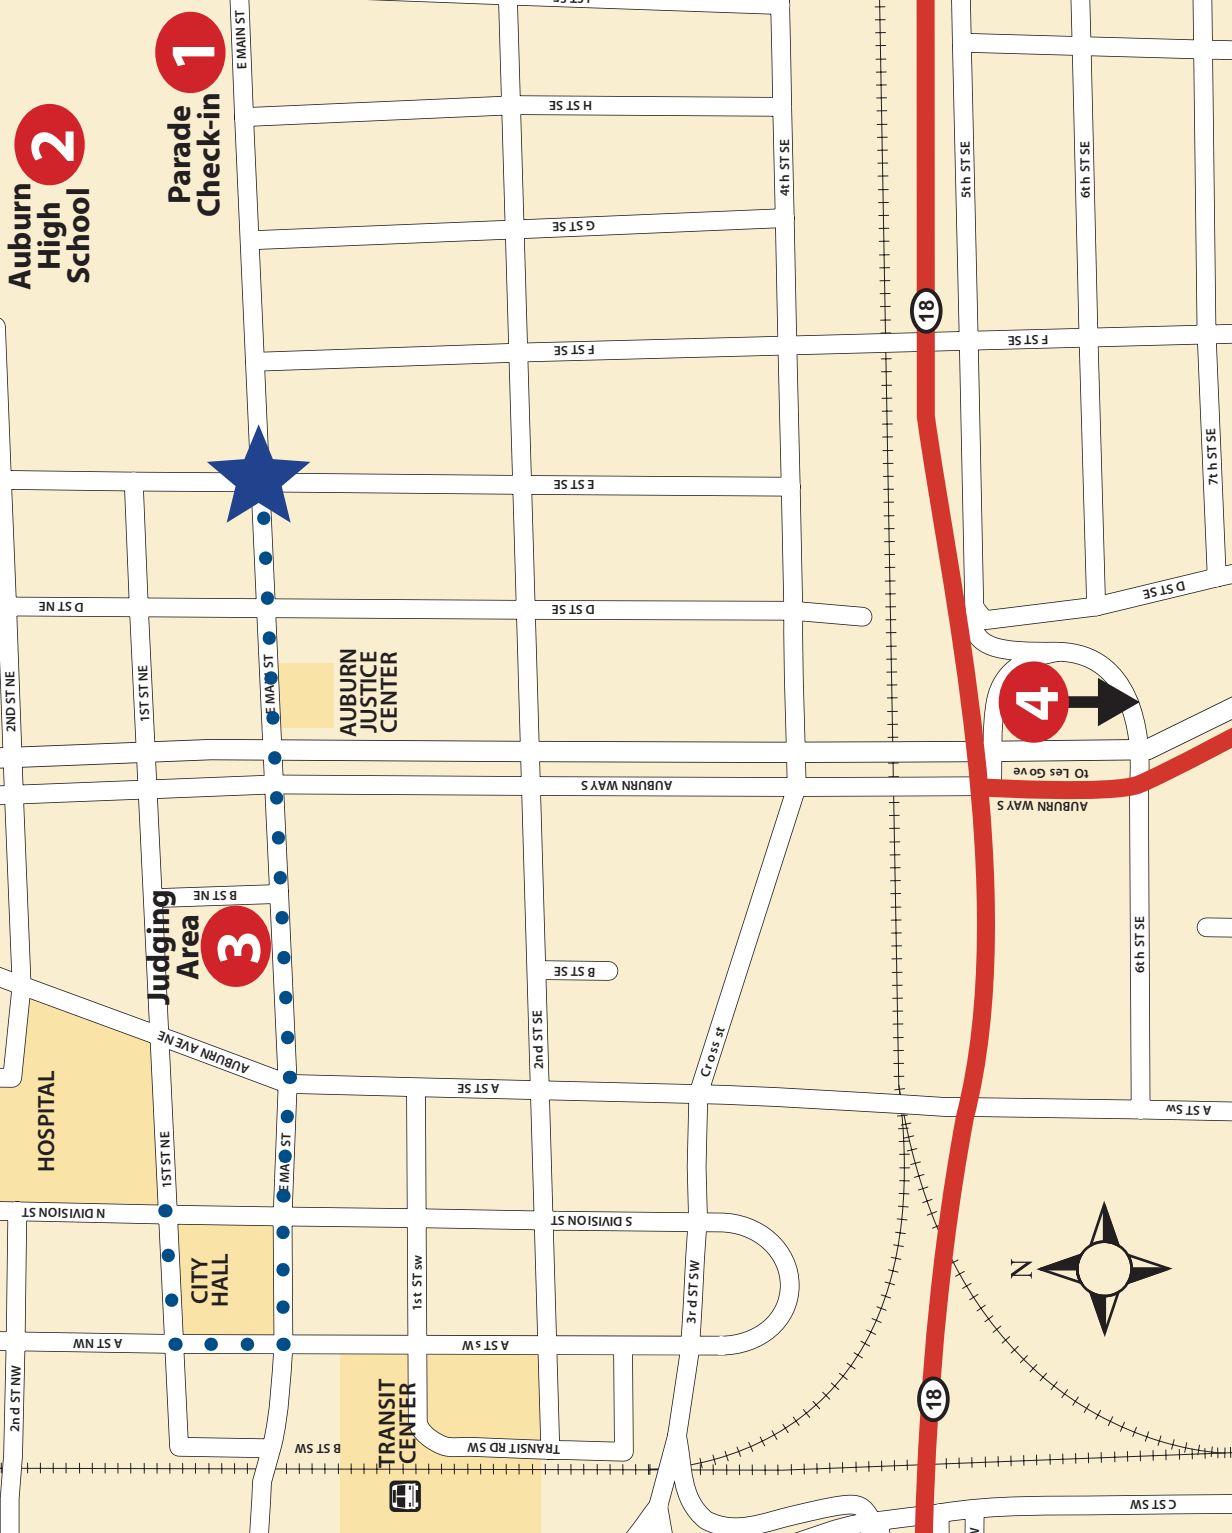 E MAIN ST
1
Parade
Check-in
2
Auburn
High
School
H ST SE
4th ST SE
5th ST SE
6th ST SE
G ST SE
18
F ST SE
F ST SE
7th ST SE
E ST SE
D ST NE
D ST SE
D ST SE
2ND ST NE
1ST ST NE
E MAIN ST
AUBURN
JUSTICE
CENTER
4
AUBURN WAY S
to Les Gove
AUBURN WAY S
B ST NE
Judging
Area
3
B ST SE
6th ST SE
2nd ST SE
Cross st
AUBURN AVE NE
A ST SE
A ST Sw
HOSPITAL
1ST ST NE
E MAIN ST
N DIVISION ST
S DIVISION ST
CITY
HALL
1st ST sw
3rd ST SW
N
A ST NW
A ST sW
2nd ST NW
TRANSIT
CENTER
B ST SW
TRANSIT RD SW
18
C ST SW